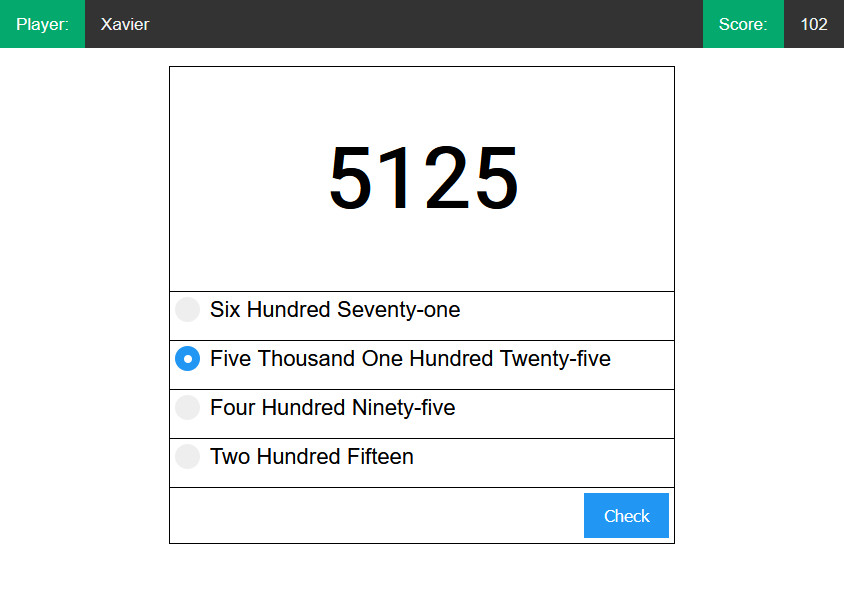 Player: Xavier Score: 102
5125
Six Hundred Seventy-one
Five Thousand One Hundred Twenty-five
Four Hundred Ninety-five
Two Hundred Fifteen
Check